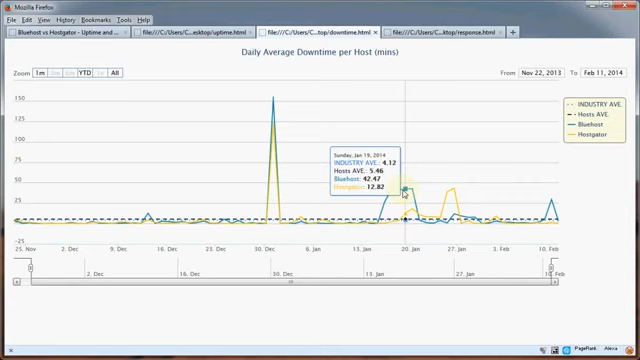 Mozilla Firefox
File Edit View History Bookmarks Tools Help
Bluehost vs Hostgator - Uptime and ...
file:///C:/Users/C...esktop/uptime.html
file:///C:/Users/C...top/downtime.html
file:///C:/Users/C...ktop/response.html
Daily Average Downtime per Host (mins)
Zoom 1m 3m 6m YTD 1y All
From Nov 22, 2013 To Feb 11, 2014
INDUSTRY AVE.
Hosts AVE.
Bluehost
Hostgator
150
125
100
75
50
25
0
-25
Sunday, Jan 19, 2014
INDUSTRY AVE.: 4.12
Hosts AVE.: 5.46
Bluehost: 42.47
Hostgator: 12.82
25. Nov 2. Dec 9. Dec 16. Dec 23. Dec 30. Dec 6. Jan 13. Jan 20. Jan 27. Jan 3. Feb 10. Feb
2. Dec 16. Dec 30. Dec 13. Jan 27. Jan 10. Feb
PageRank Alexa